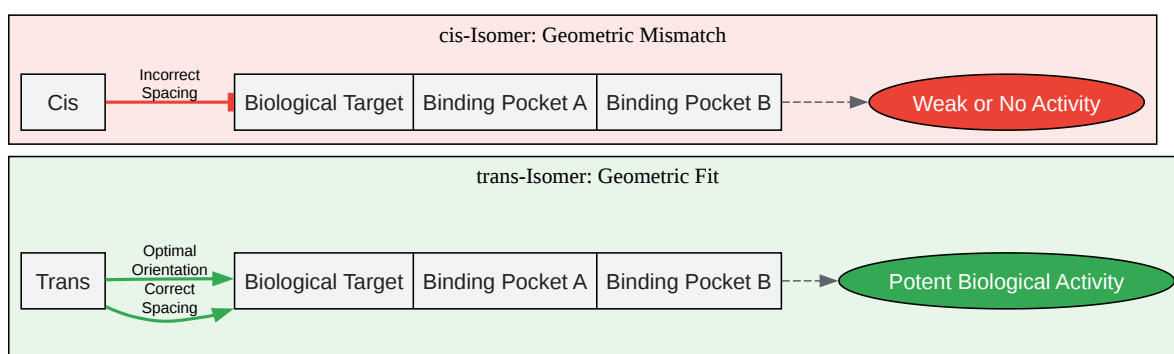 cis-Isomer: Geometric Mismatch
Cis
Incorrect
Spacing
Biological Target
Binding Pocket A
Binding Pocket B
Weak or No Activity
trans-Isomer: Geometric Fit
Trans
Optimal
Orientation
Correct
Spacing
Biological Target
Binding Pocket A
Binding Pocket B
Potent Biological Activity